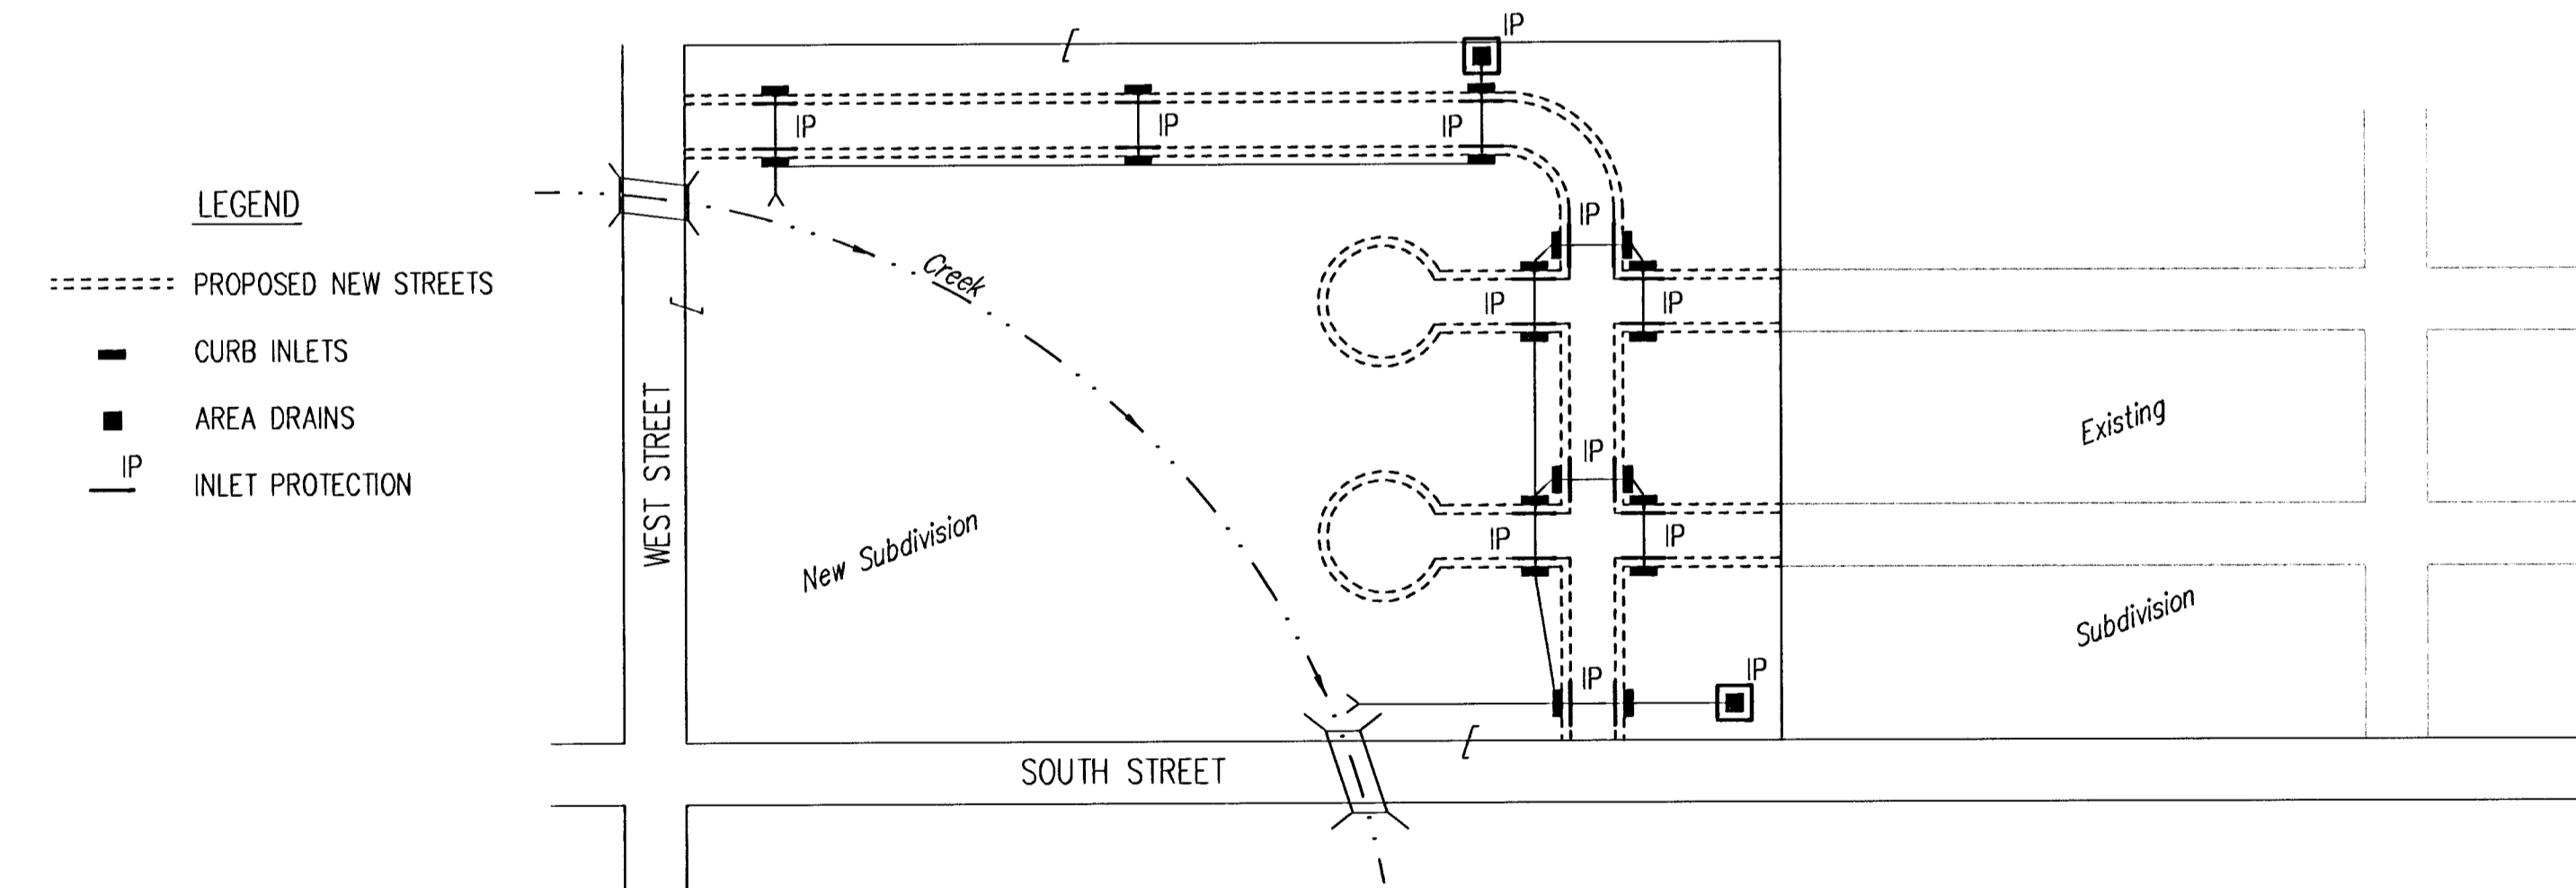 IP
IP
IP
IP
LEGEND
PROPOSED NEW STREETS
CURB INLETS
AREA DRAINS
IP
INLET PROTECTION
WEST STREET
Creek
New Subdivision
IP
IP
IP
IP
IP
IP
IP
IP
SOUTH STREET
Existing
Subdivision